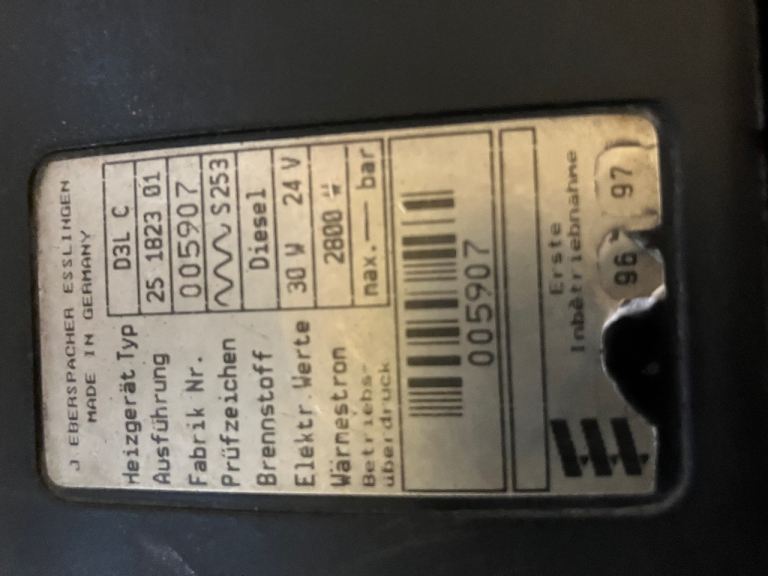 J. EBERSPÄCHER ESSLINGEN
MADE IN GERMANY
Heizgerät Typ D3L C
Ausführung 25 1823 01
Fabrik Nr. 005907
Prüfzeichen S253
Brennstoff Diesel
Elektr. Werte 30 W 24 V
Wärmestrom 2800 W
Betriebs-
überdruck max. — bar
005907
Erste
Inbetriebnahme
96 97